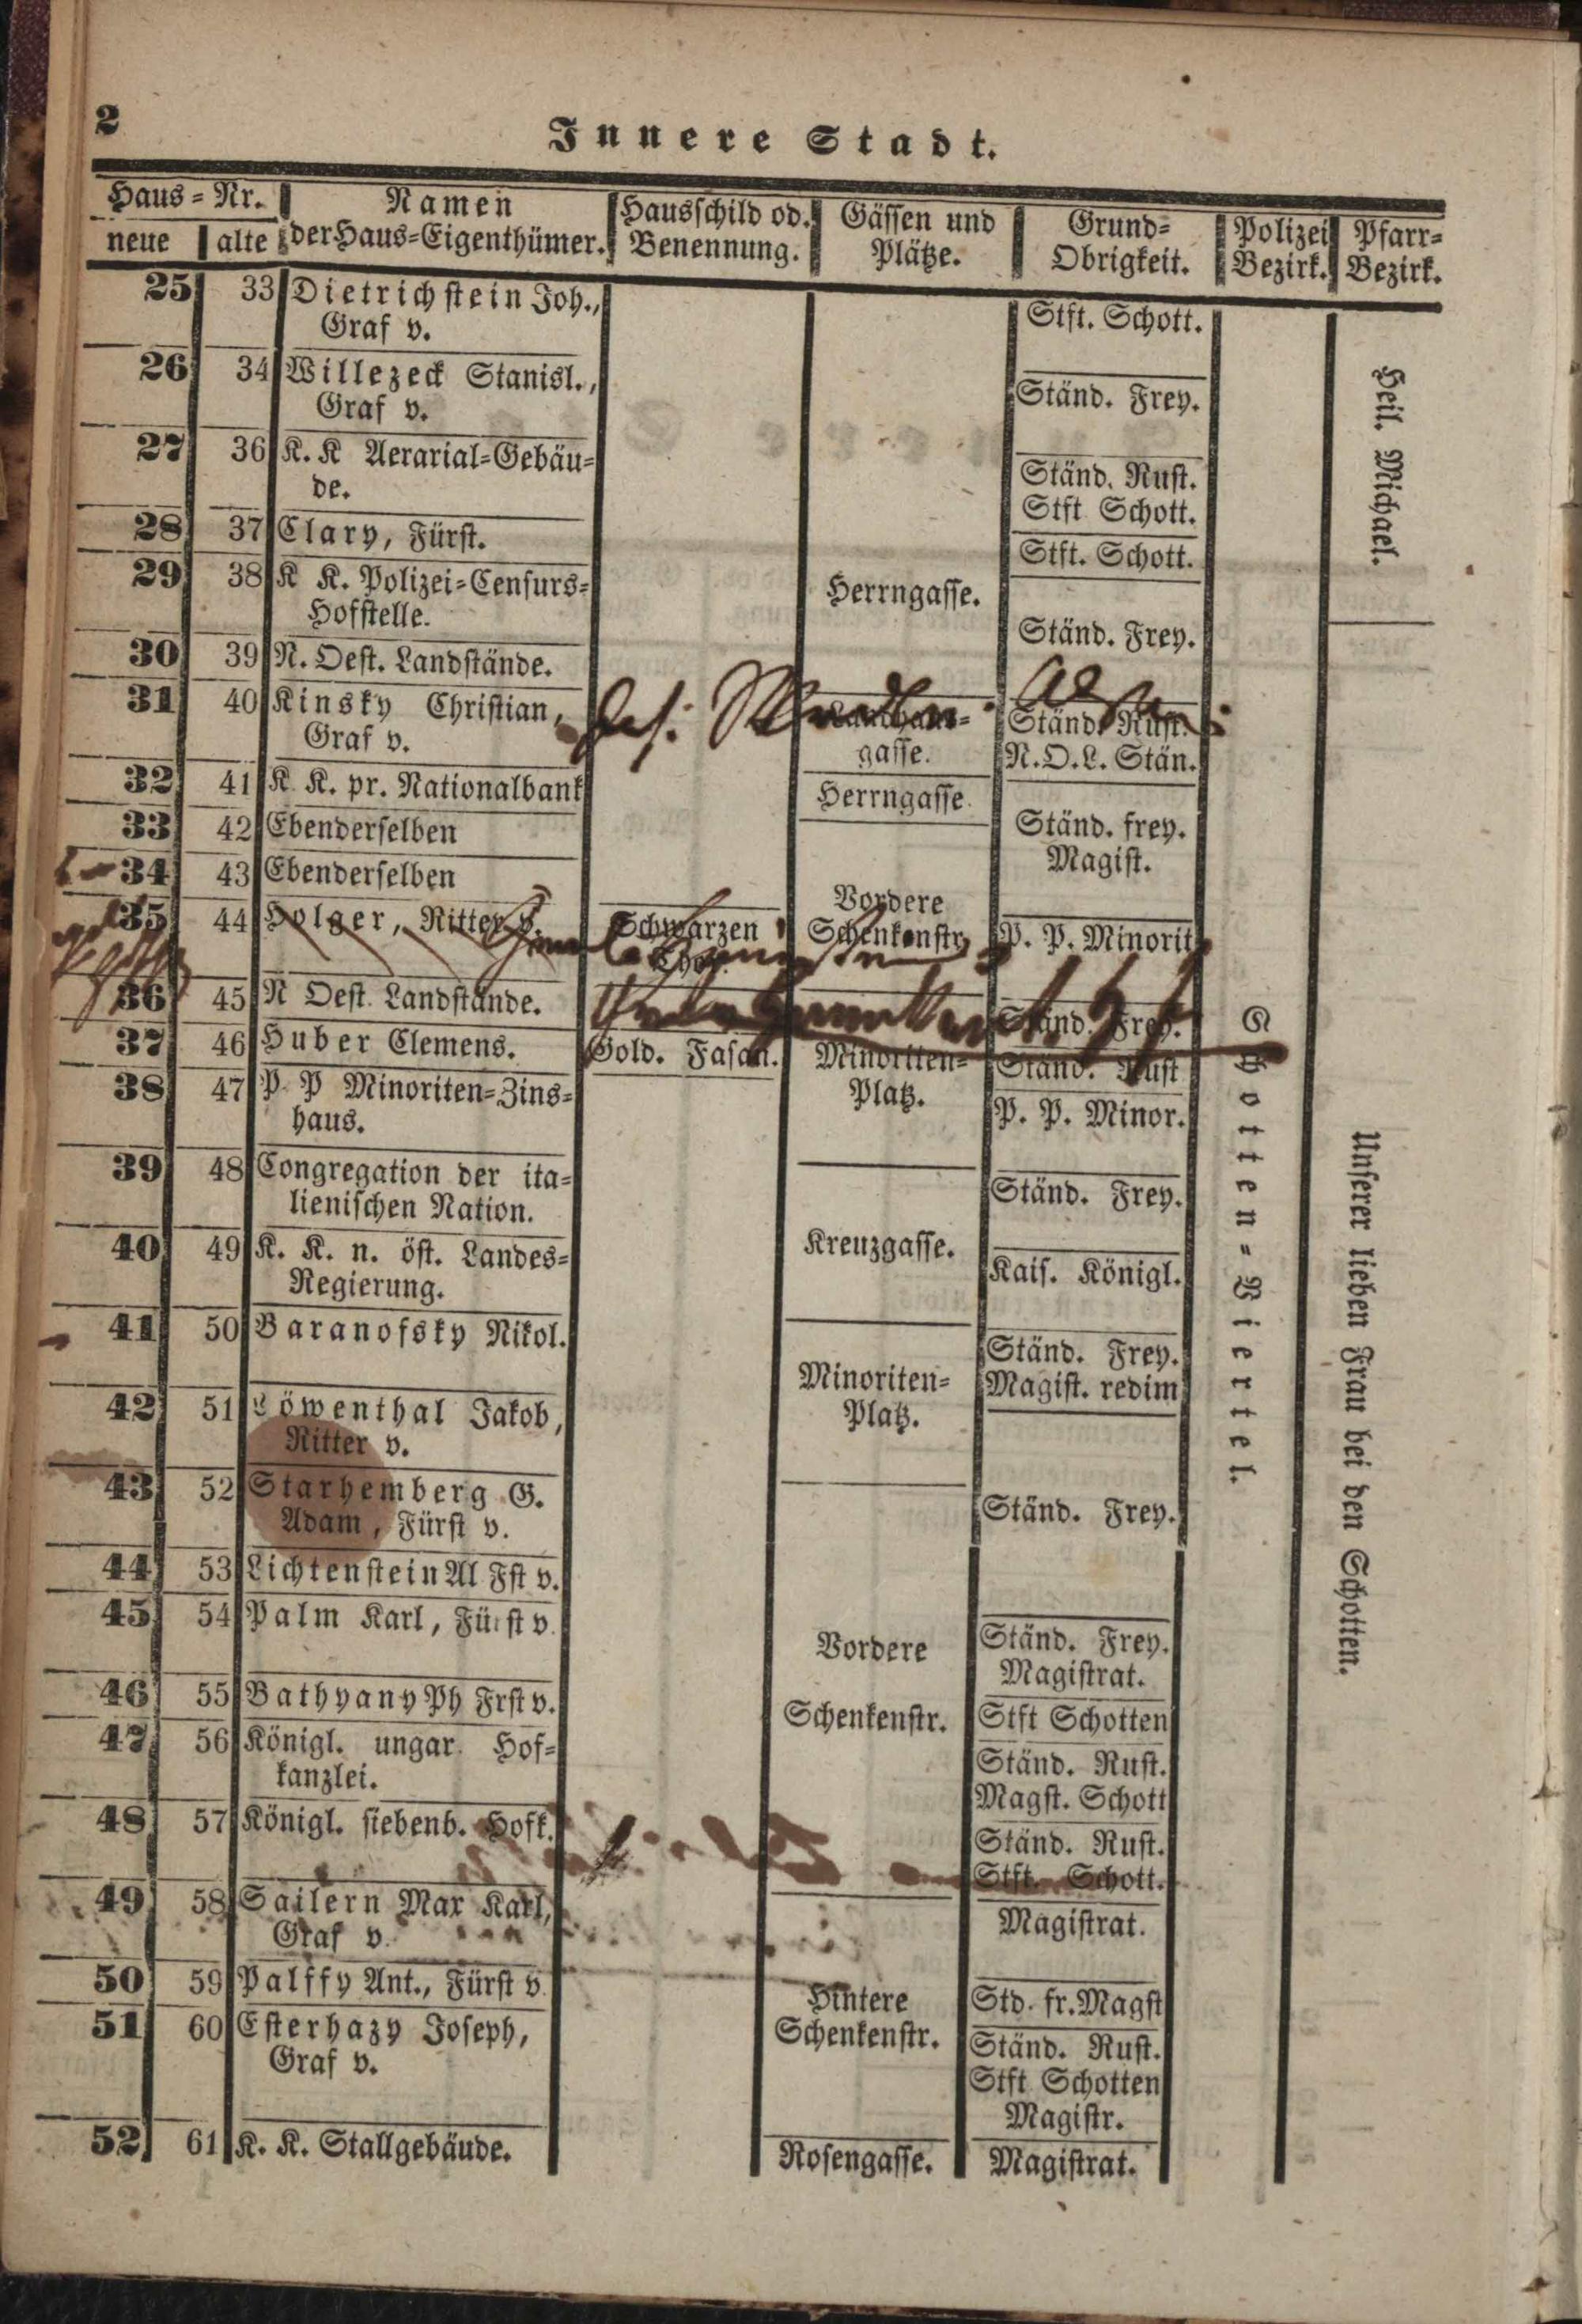 2
Innere Stadt.
Haus-Nr. Namen Hausschild od. Gässen und Grund- Polizei Pfarr-
neue alte der Haus-Eigenthümer. Benennung. Plätze. Obrigkeit. Bezirk. Bezirk.
25 33 Dietrichstein Joh., Stft. Schott.
Graf v.
26 34 Willezeck Stanisl., Ständ. Frey.
Graf v.
27 36 K. K Aerarial-Gebäu- Ständ. Rust.
de. Stft Schott.
28 37 Clary, Fürst. Stft. Schott.
29 38 K K. Polizei-Censurs- Herrngasse.
Hofstelle. Ständ. Frey.
30 39 N. Oest. Landstände.
31 40 Kinsky Christian, Ständ. Rust.
Graf v. gasse. N.O.L. Stän.
32 41 K K. pr. Nationalbank Herrngasse.
33 42 Ebenderselben Ständ. frey.
34 43 Ebenderselben Magist.
35 44 Holger, Ritter v. Schwarzen Vordere Schenkenstr. P. P. Minorit.
36 45 N Oest. Landstände. Ständ. Frey.
37 46 Huber Clemens. Gold. Fasan. Minoriten- Ständ. Rust
38 47 P. P Minoriten-Zins- Platz. P. P. Minor.
haus.
39 48 Congregation der ita- Ständ. Frey.
lienischen Nation.
40 49 K. K. n. öst. Landes- Kreuzgasse. Kais. Königl.
Regierung.
41 50 Baranofsky Nikol. Ständ. Frey.
Minoriten- Magist. redim
42 51 Löwenthal Jakob, Platz.
Ritter v.
43 52 Starhemberg G. Ständ. Frey.
Adam, Fürst v.
44 53 Lichtenstein Al Fst v.
45 54 Palm Karl, Fürst v. Vordere Ständ. Frey.
Magistrat.
46 55 Bathyany Ph Frst v. Schenkenstr. Stft Schotten
47 56 Königl. ungar. Hof- Ständ. Rust.
kanzlei. Magst. Schott
48 57 Königl. siebenb. Hofk. Ständ. Rust.
Stft. Schott.
49 58 Sailern Max Karl, Magistrat.
Graf v.
50 59 Palffy Ant., Fürst v. Hintere Std. fr. Magst
51 60 Esterhazy Joseph, Schenkenstr. Ständ. Rust.
Graf v. Stft Schotten
Magistr.
52 61 K. K. Stallgebäude. Rosengasse. Magistrat.
Schotten-Viertel.
Heil. Michael.
Unserer lieben Frau bei den Schotten.